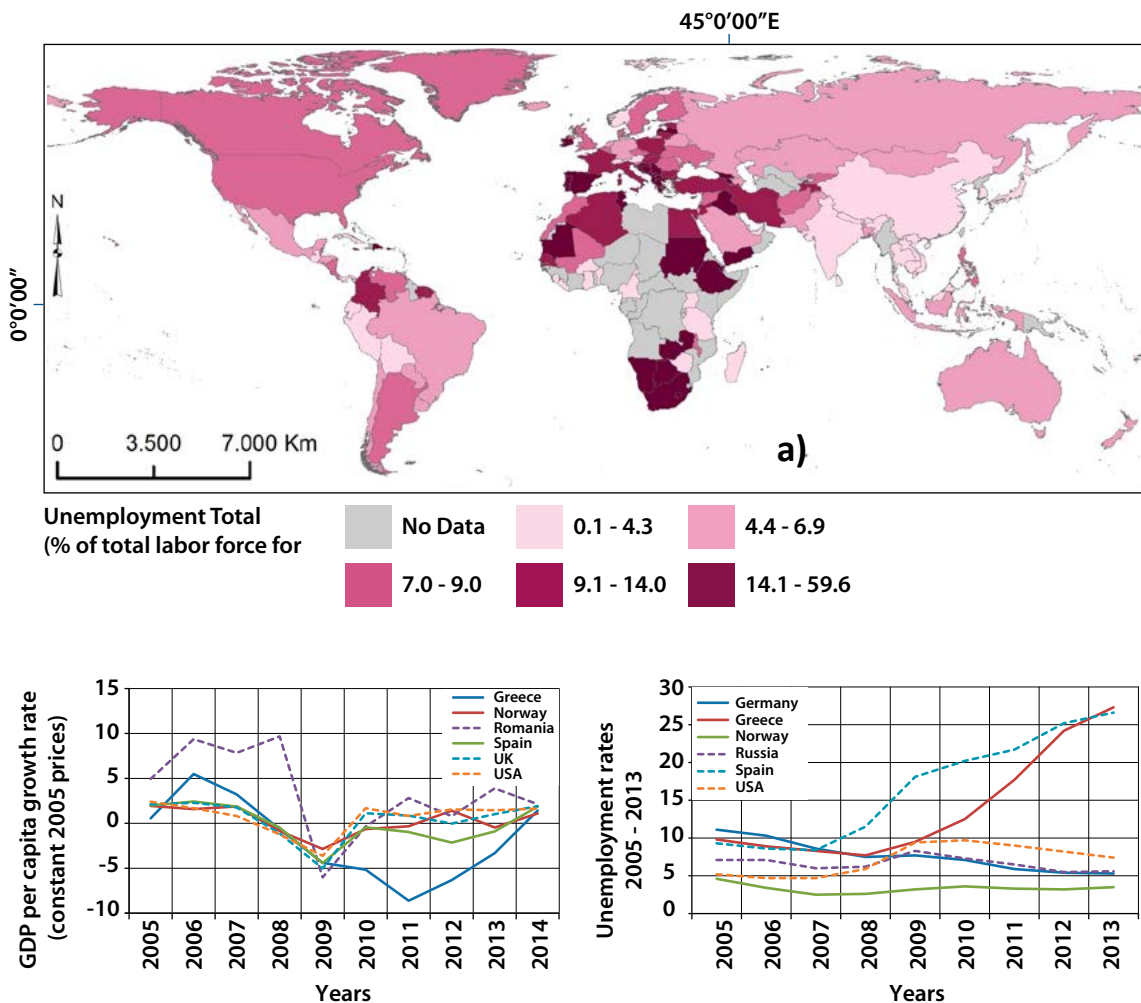 45°0'00"E
N
0°0'00"
0 3.500 7.000 Km
a)
Unemployment Total
(% of total labor force for
No Data 0.1 - 4.3 4.4 - 6.9
7.0 - 9.0 9.1 - 14.0 14.1 - 59.6
GDP per capita growth rate
(constant 2005 prices)
15
10
5
0
-5
-10
Greece
Norway
Romania
Spain
UK
USA
2005 2006 2007 2008 2009 2010 2011 2012 2013 2014
Years
Unemployment rates
2005 - 2013
30
25
20
15
10
5
0
Germany
Greece
Norway
Russia
Spain
USA
2005 2006 2007 2008 2009 2010 2011 2012 2013
Years